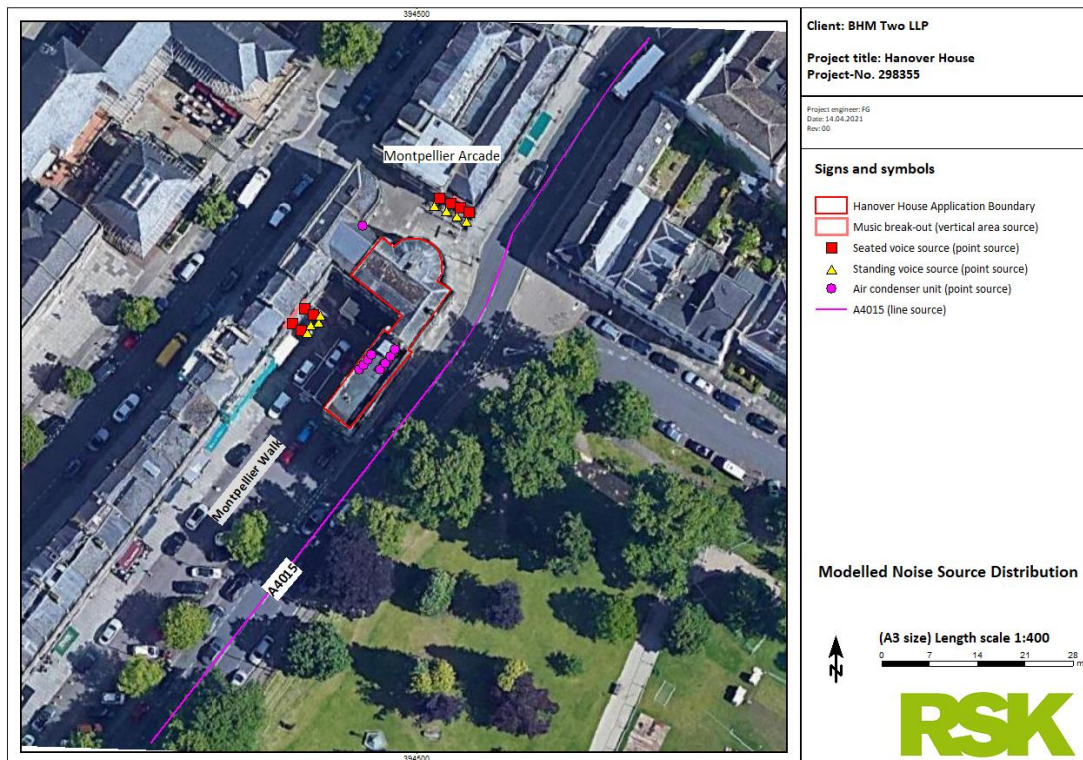 394500
Montpellier Arcade
Montpellier Walk
A4015
394500
Client: BHM Two LLP
Project title: Hanover House
Project-No. 298355
Project engineer: FG
Date: 14.04.2021
Rev: 00
Signs and symbols
Hanover House Application Boundary
Music break-out (vertical area source)
Seated voice source (point source)
Standing voice source (point source)
Air condenser unit (point source)
A4015 (line source)
Modelled Noise Source Distribution
(A3 size) Length scale 1:400
0 7 14 21 28
m
N
RSK